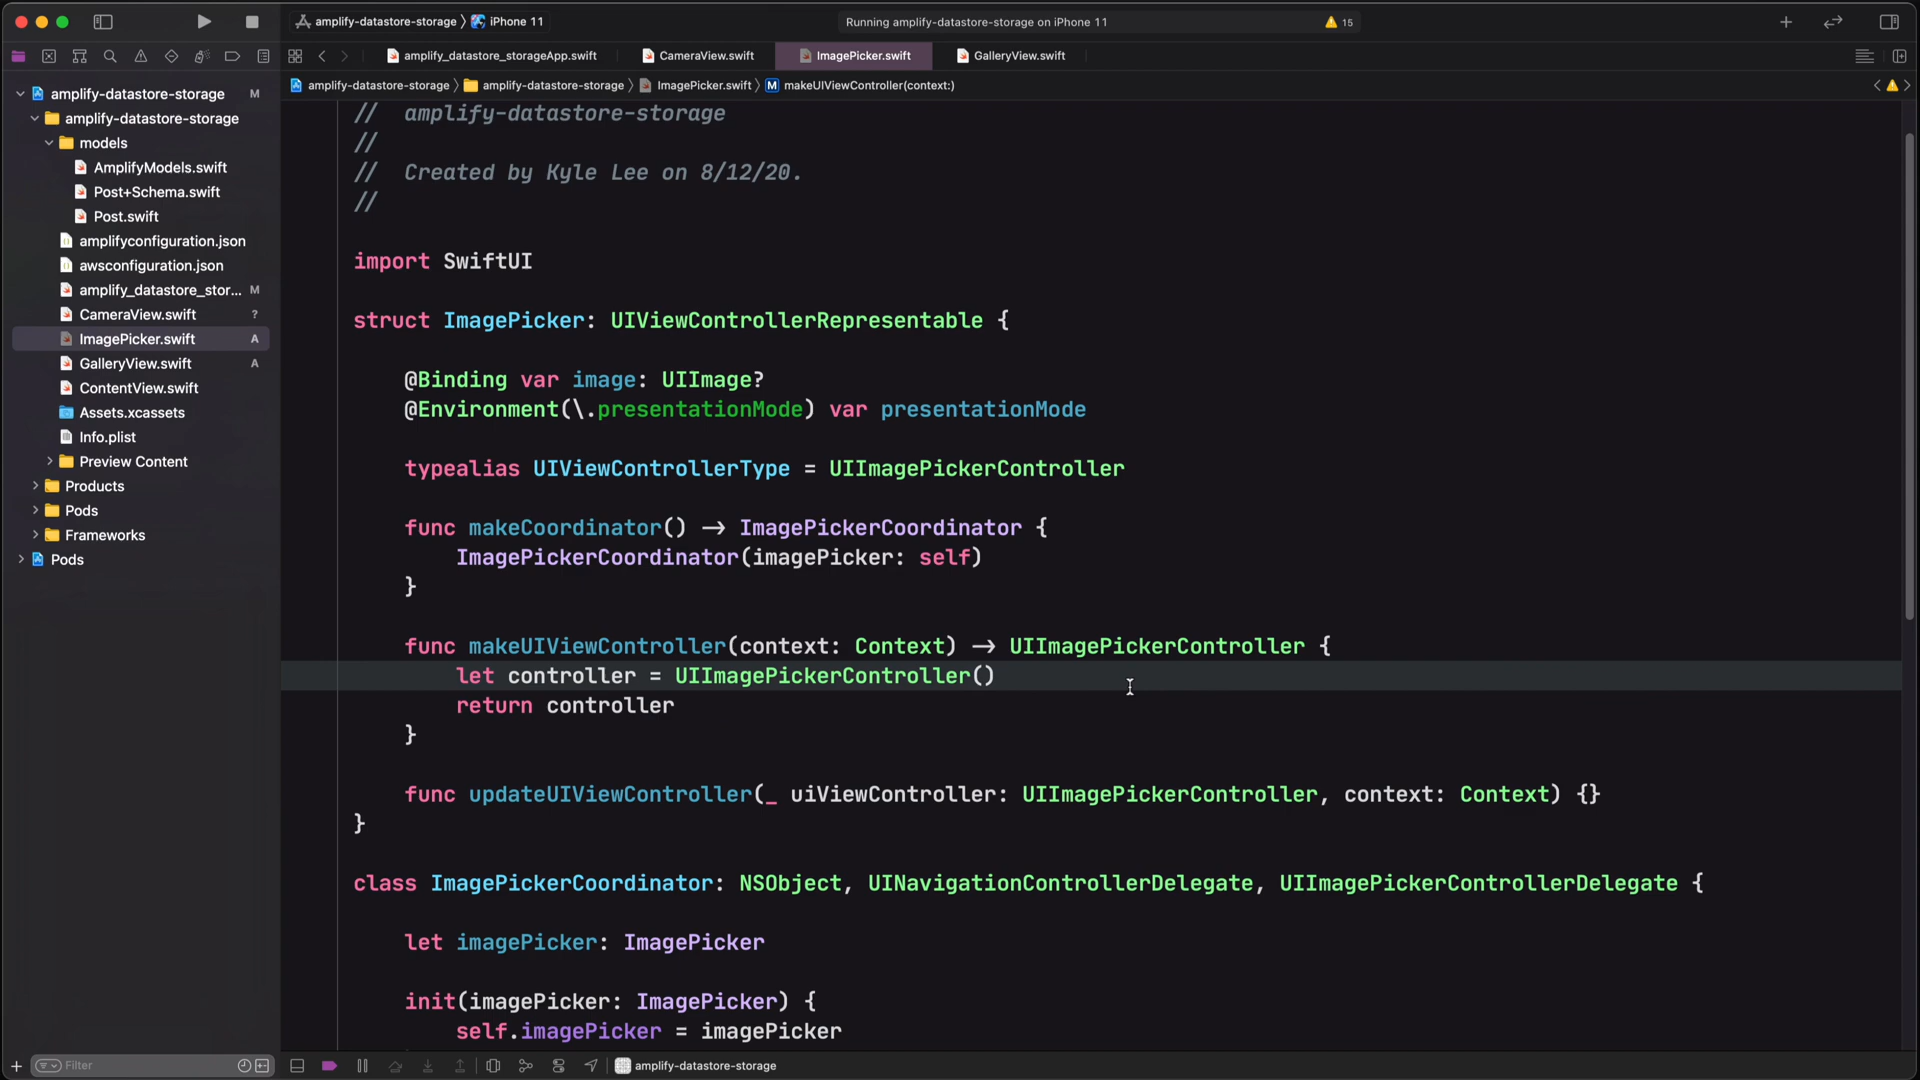 amplify-datastore-storage 〉 iPhone 11
Running amplify-datastore-storage on iPhone 11
15
amplify_datastore_storageApp.swift
CameraView.swift
ImagePicker.swift
GalleryView.swift
amplify-datastore-storage 〉 amplify-datastore-storage 〉 ImagePicker.swift 〉 M makeUIViewController(context:)
amplify-datastore-storage M
amplify-datastore-storage
models
AmplifyModels.swift
Post+Schema.swift
Post.swift
amplifyconfiguration.json
awsconfiguration.json
amplify_datastore_stor... M
CameraView.swift ?
ImagePicker.swift A
GalleryView.swift A
ContentView.swift
Assets.xcassets
Info.plist
Preview Content
Products
Pods
Frameworks
Pods
//  amplify-datastore-storage
//
//  Created by Kyle Lee on 8/12/20.
//
import SwiftUI
struct ImagePicker: UIViewControllerRepresentable {
@Binding var image: UIImage?
@Environment(\.presentationMode) var presentationMode
typealias UIViewControllerType = UIImagePickerController
func makeCoordinator() -> ImagePickerCoordinator {
ImagePickerCoordinator(imagePicker: self)
}
func makeUIViewController(context: Context) -> UIImagePickerController {
let controller = UIImagePickerController()
return controller
}
func updateUIViewController(_ uiViewController: UIImagePickerController, context: Context) {}
}
class ImagePickerCoordinator: NSObject, UINavigationControllerDelegate, UIImagePickerControllerDelegate {
let imagePicker: ImagePicker
init(imagePicker: ImagePicker) {
self.imagePicker = imagePicker
Filter
amplify-datastore-storage